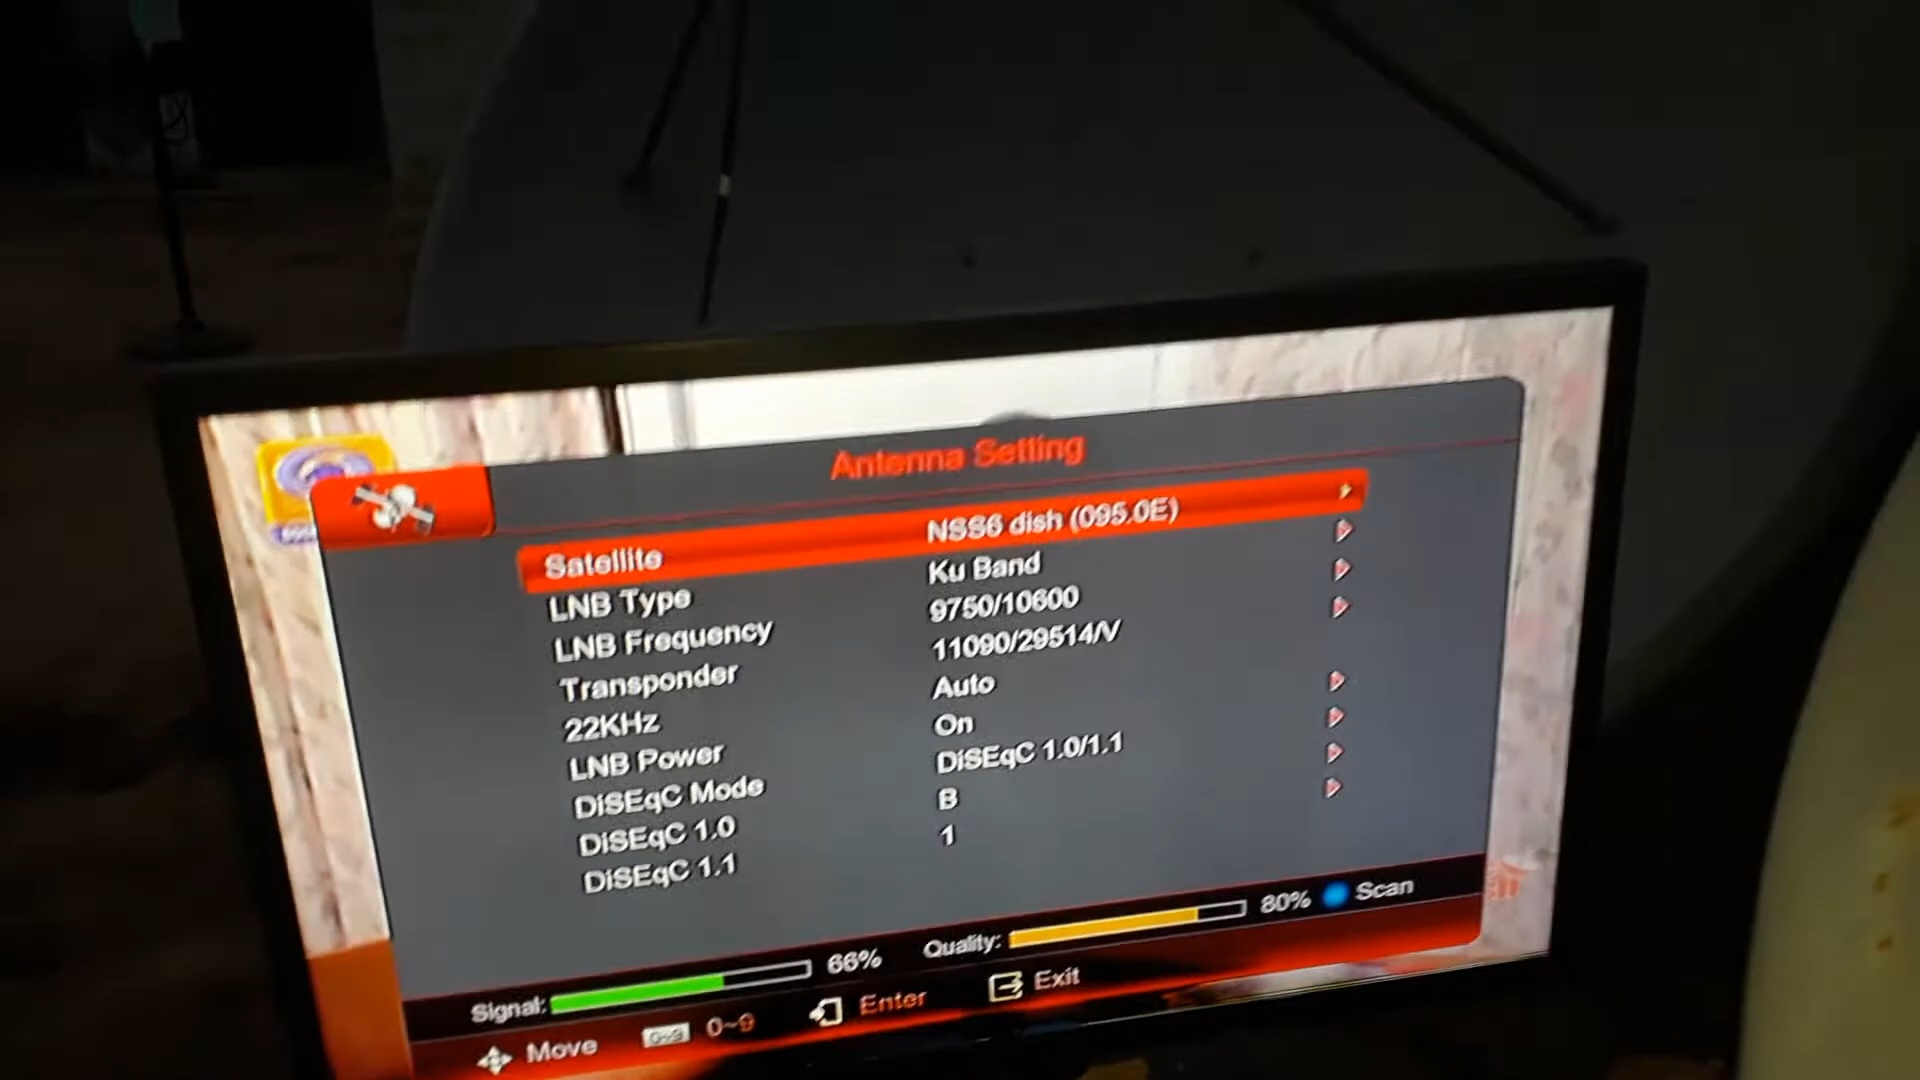 Antenna Setting
Satellite NSS6 dish (095.0E)
LNB Type Ku Band
LNB Frequency 9750/10600
Transponder 11090/29514/V
22KHz Auto
LNB Power On
DiSEqC Mode DiSEqC 1.0/1.1
DiSEqC 1.0 B
DiSEqC 1.1 1
Signal: 66% Quality: 80% Scan
Move 0~9 Enter Exit